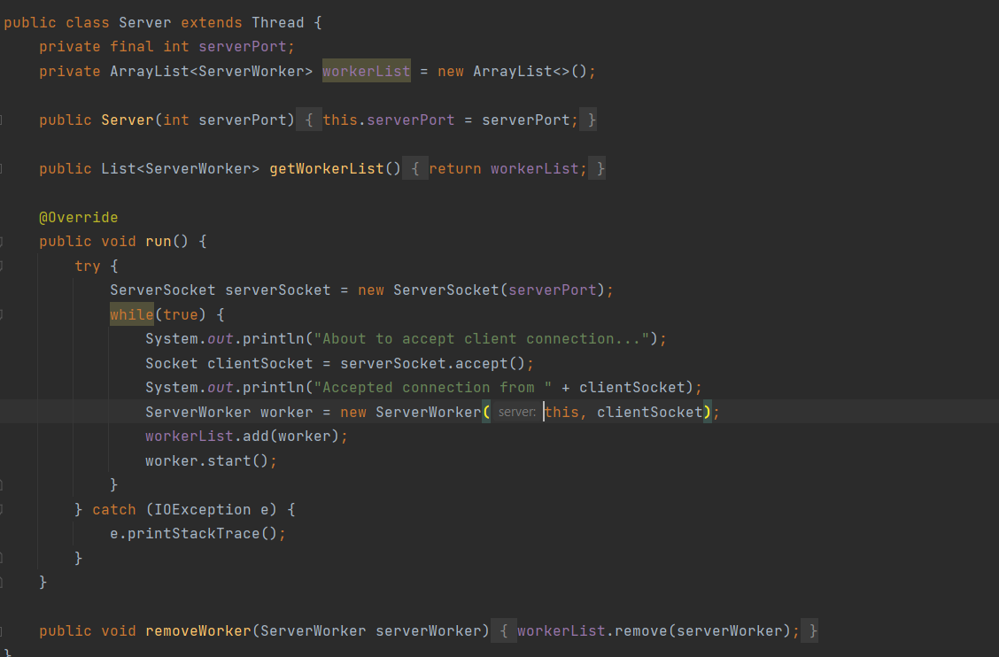 public class Server extends Thread {
    private final int serverPort;
    private ArrayList<ServerWorker> workerList = new ArrayList<>();
    public Server(int serverPort) { this.serverPort = serverPort; }
    public List<ServerWorker> getWorkerList() { return workerList; }
    @Override
    public void run() {
        try {
            ServerSocket serverSocket = new ServerSocket(serverPort);
            while(true) {
                System.out.println("About to accept client connection...");
                Socket clientSocket = serverSocket.accept();
                System.out.println("Accepted connection from " + clientSocket);
                ServerWorker worker = new ServerWorker( server: this, clientSocket);
                workerList.add(worker);
                worker.start();
            }
        } catch (IOException e) {
            e.printStackTrace();
        }
    }
    public void removeWorker(ServerWorker serverWorker) { workerList.remove(serverWorker); }
}